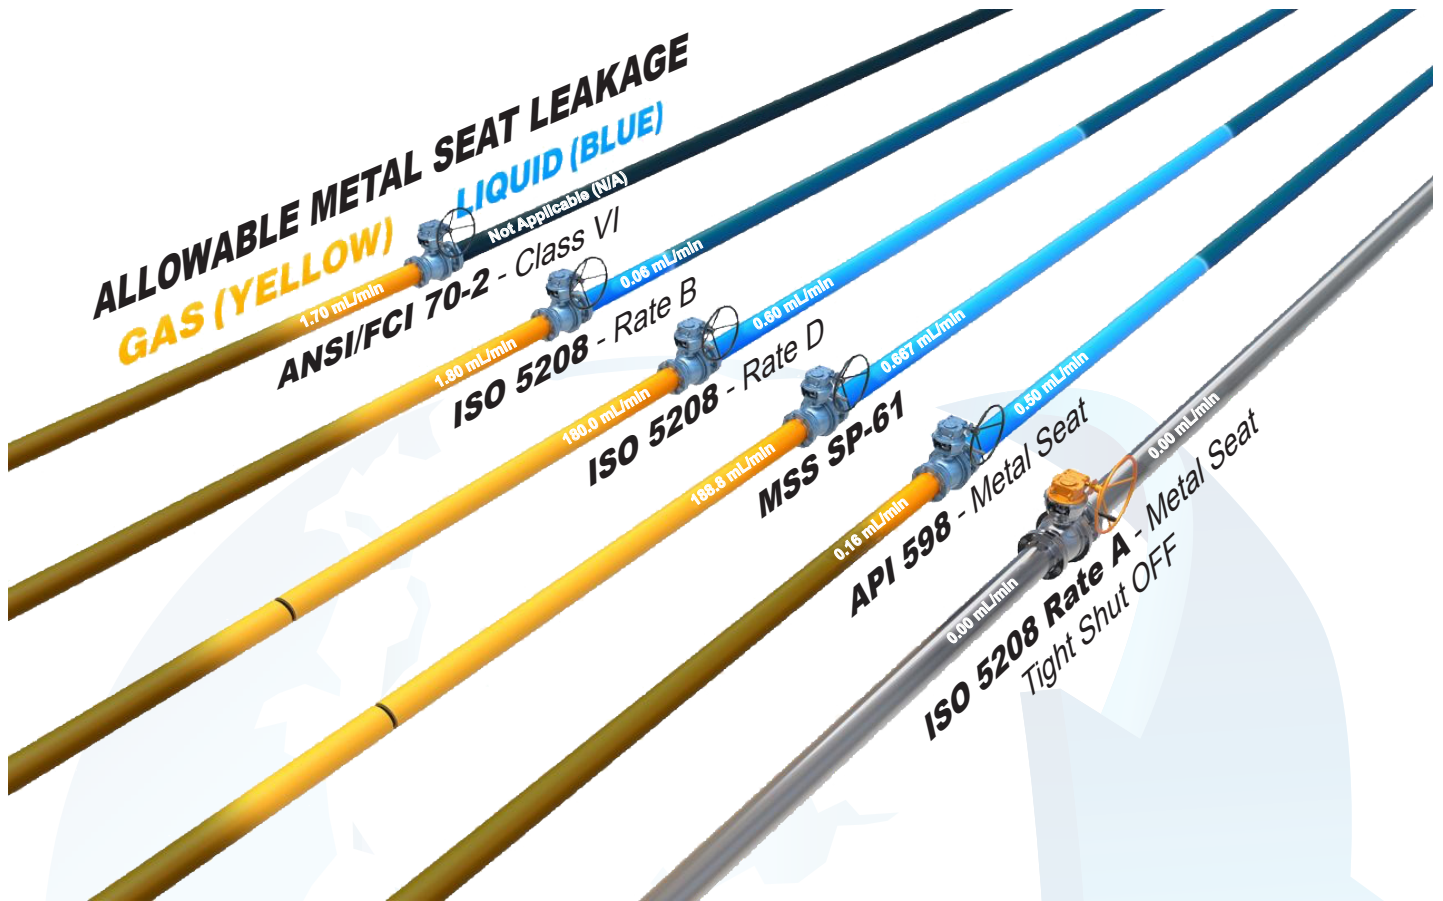 ALLOWABLE METAL SEAT LEAKAGE
GAS (YELLOW)
LIQUID (BLUE)
1.70 mL/min
Not Applicable (N/A)
ANSI/FCI 70-2 - Class VI
1.80 mL/min
0.06 mL/min
ISO 5208 - Rate B
180.0 mL/min
0.60 mL/min
ISO 5208 - Rate D
188.8 mL/min
0.667 mL/min
MSS SP-61
0.16 mL/min
0.50 mL/min
API 598 - Metal Seat
0.00 mL/min
0.00 mL/min
ISO 5208 Rate A - Metal Seat
Tight Shut OFF